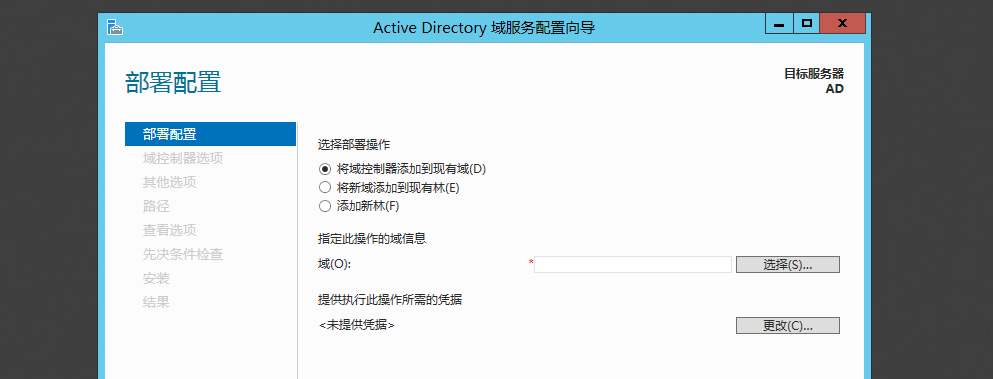 Active Directory 域服务配置向导
部署配置
目标服务器
AD
部署配置
域控制器选项
其他选项
路径
查看选项
先决条件检查
安装
结果
选择部署操作
将域控制器添加到现有域(D)
将新域添加到现有林(E)
添加新林(F)
指定此操作的域信息
域(O): * 选择(S)...
提供执行此操作所需的凭据
<未提供凭据> 更改(C)...